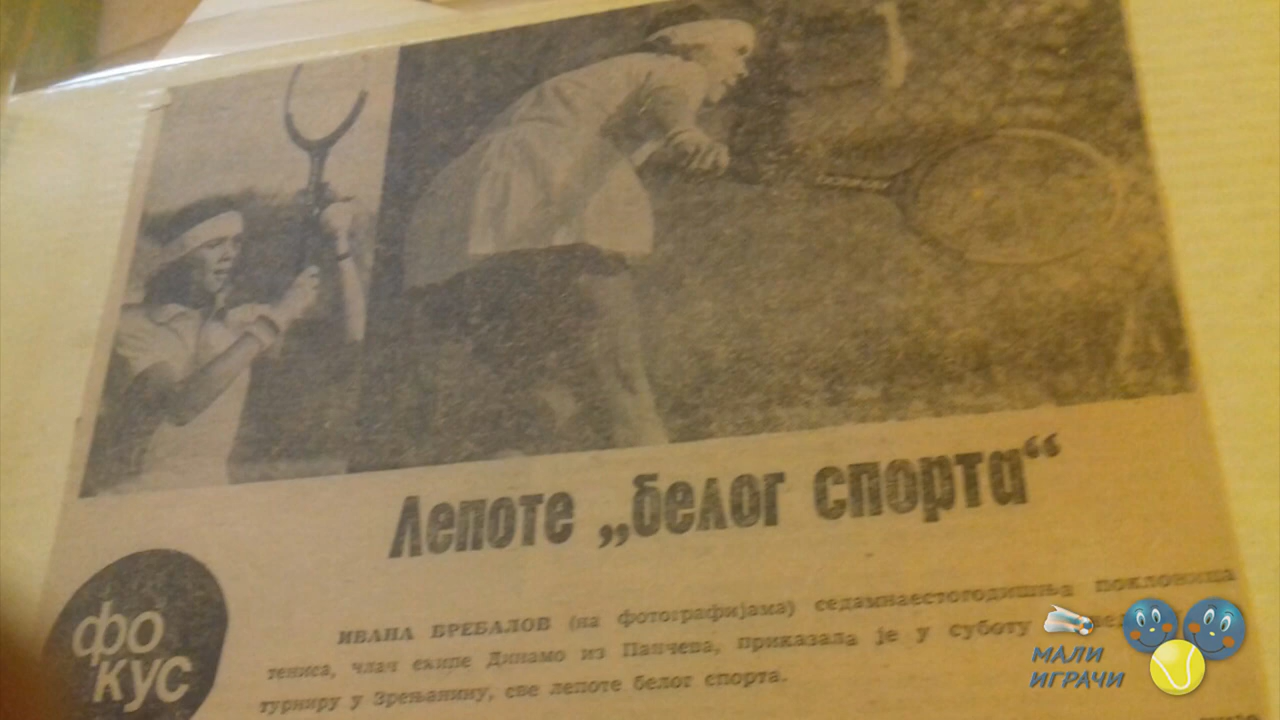 Лепоте „белог спорта“
фо
кус
ИВАНА БРЕБАЛОВ (на фотографијама) седамнаестогодишња поклоница
тениса, члач екипе Динамо из Панчева, приказала је у суботу
турниру у Зрењанину, све лепоте белог спорта.
МАЛИ
ИГРАЧИ